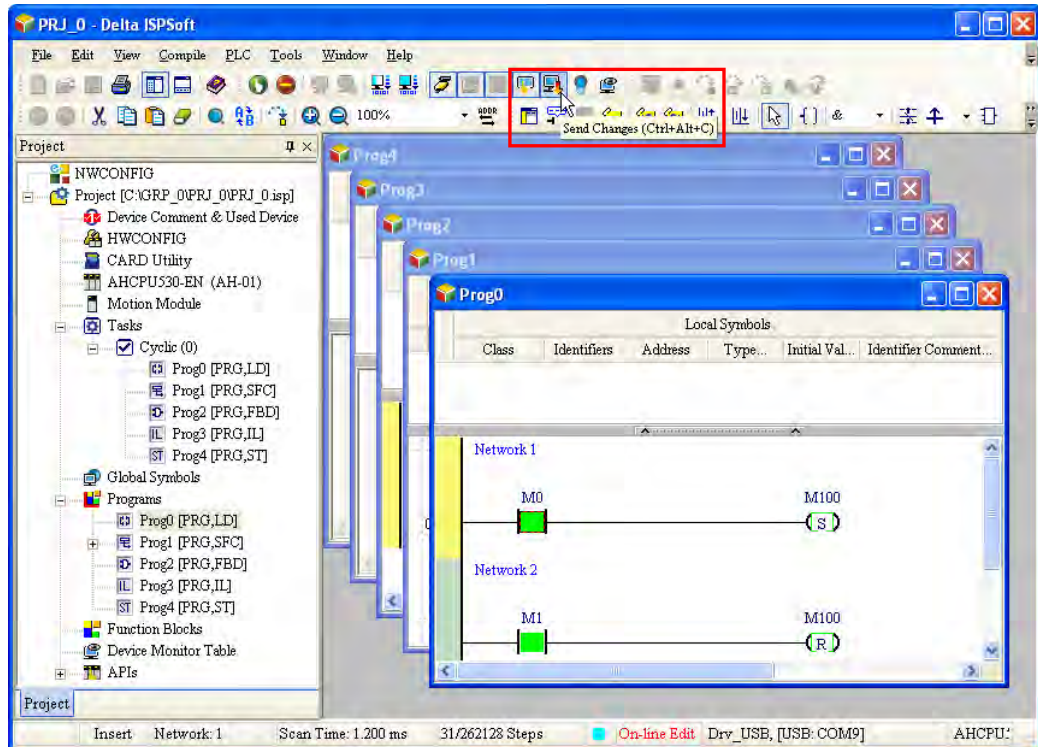 PRJ_0 - Delta ISPSoft
File Edit View Compile PLC Tools Window Help
100%
ADDR
Send Changes (Ctrl+Alt+C)
Project
NWCONFIG
Project [C:\GRP_0\PRJ_0\PRJ_0.isp]
Device Comment & Used Device
HWCONFIG
CARD Utility
AHCPU530-EN (AH-01)
Motion Module
Tasks
Cyclic (0)
Prog0 [PRG,LD]
Prog1 [PRG,SFC]
Prog2 [PRG,FBD]
Prog3 [PRG,IL]
Prog4 [PRG,ST]
Global Symbols
Programs
Prog0 [PRG,LD]
Prog1 [PRG,SFC]
Prog2 [PRG,FBD]
Prog3 [PRG,IL]
Prog4 [PRG,ST]
Function Blocks
Device Monitor Table
APIs
Project
Prog4
Prog3
Prog2
Prog1
Prog0
Local Symbols
Class Identifiers Address Type... Initial Val... Identifier Comment...
Network 1
M0 M100
S
Network 2
M1 M100
R
Insert Network: 1 Scan Time: 1.200 ms 31/262128 Steps On-line Edit Drv_USB, [USB: COM9] AHCPU